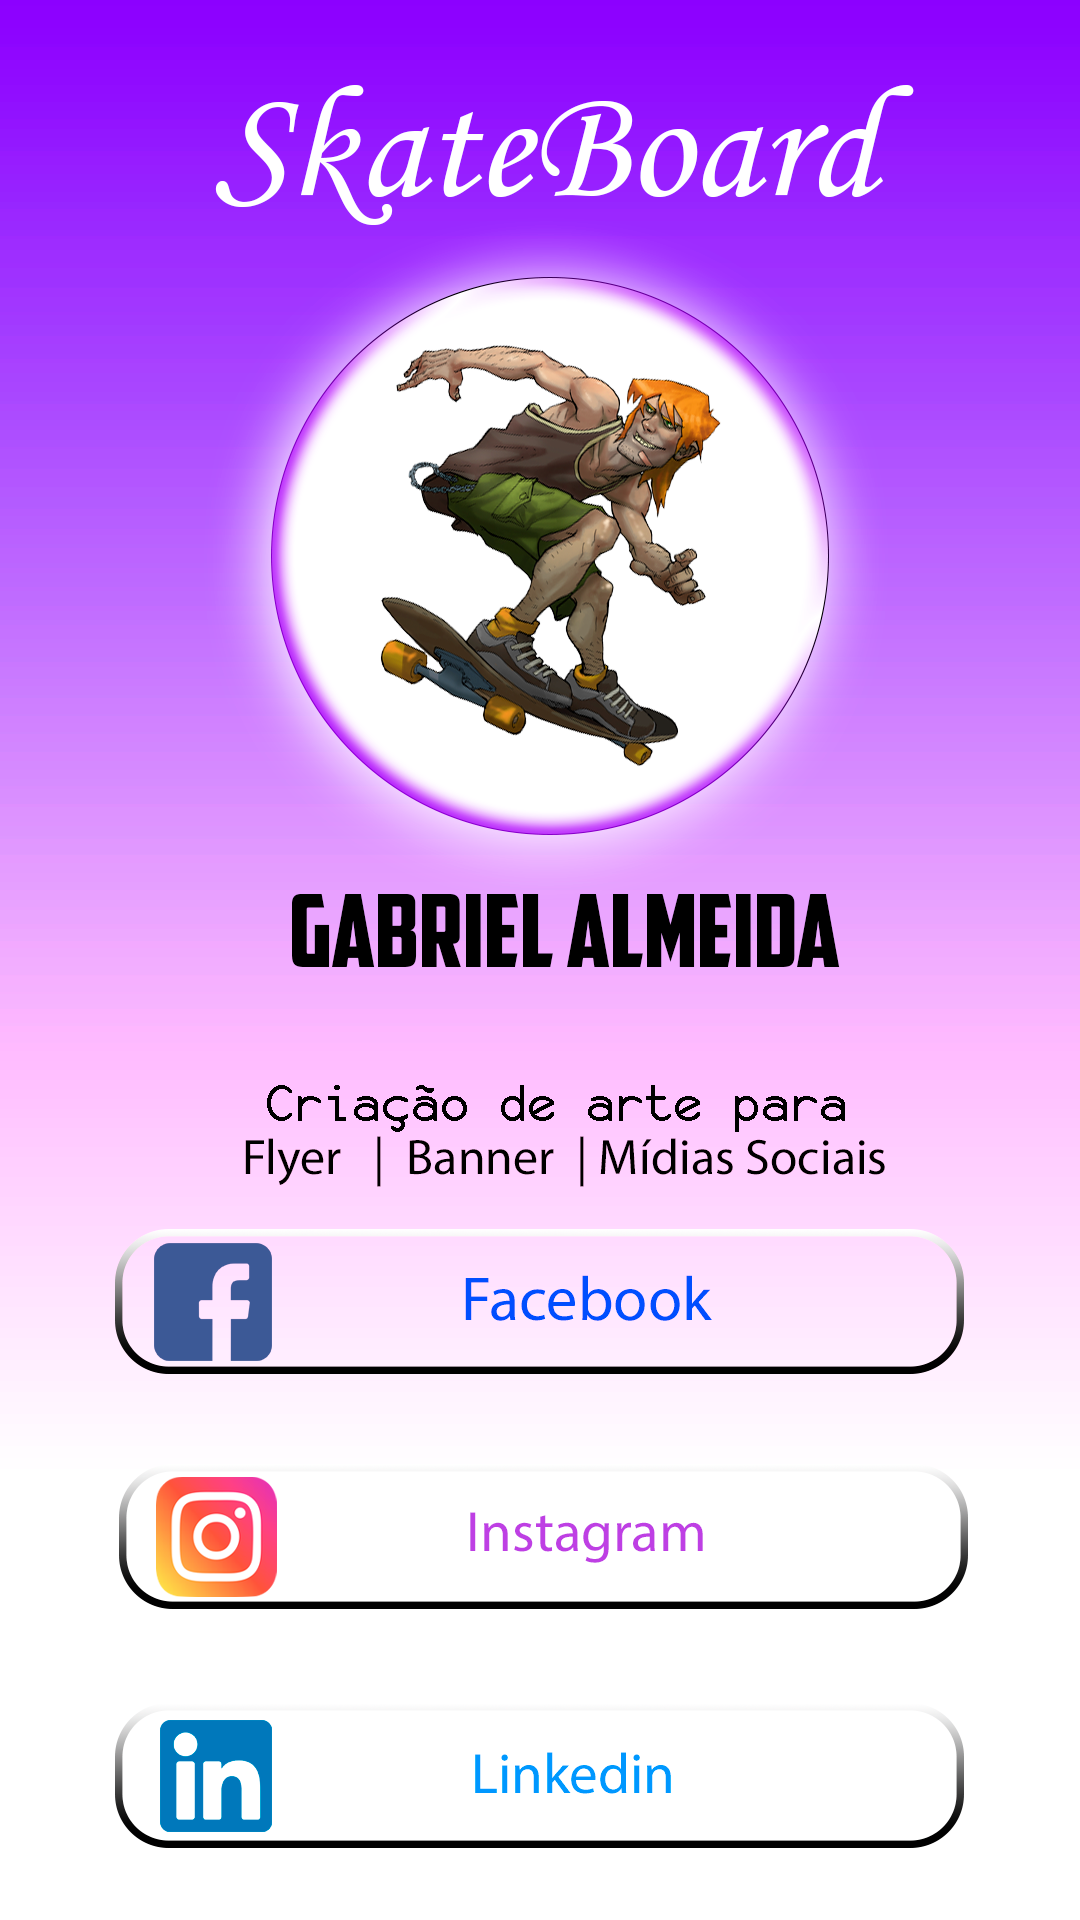 SkateBoard
GABRIEL ALMEIDA
Criação de arte para
Flyer | Banner | Mídias Sociais
Facebook
Instagram
in
Linkedin